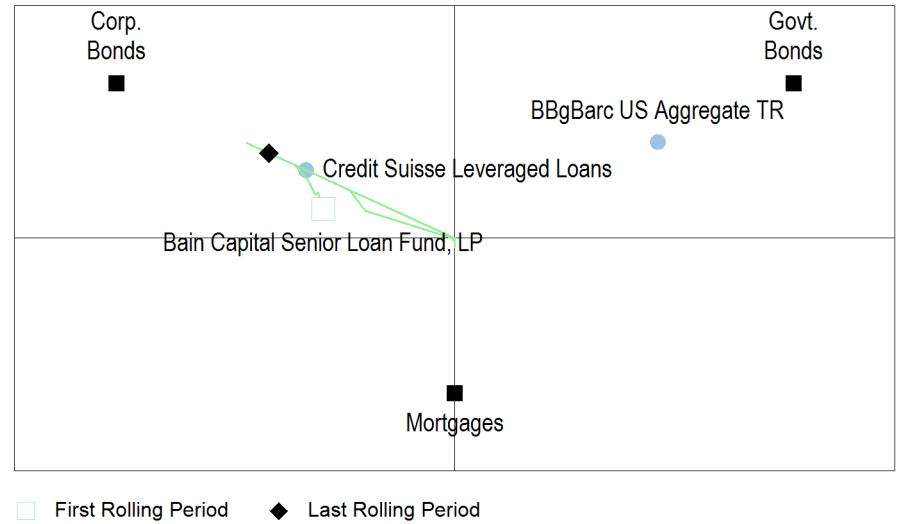 Corp.
Bonds
Govt.
Bonds
BBgBarc US Aggregate TR
Credit Suisse Leveraged Loans
Bain Capital Senior Loan Fund, LP
Mortgages
First Rolling Period
Last Rolling Period